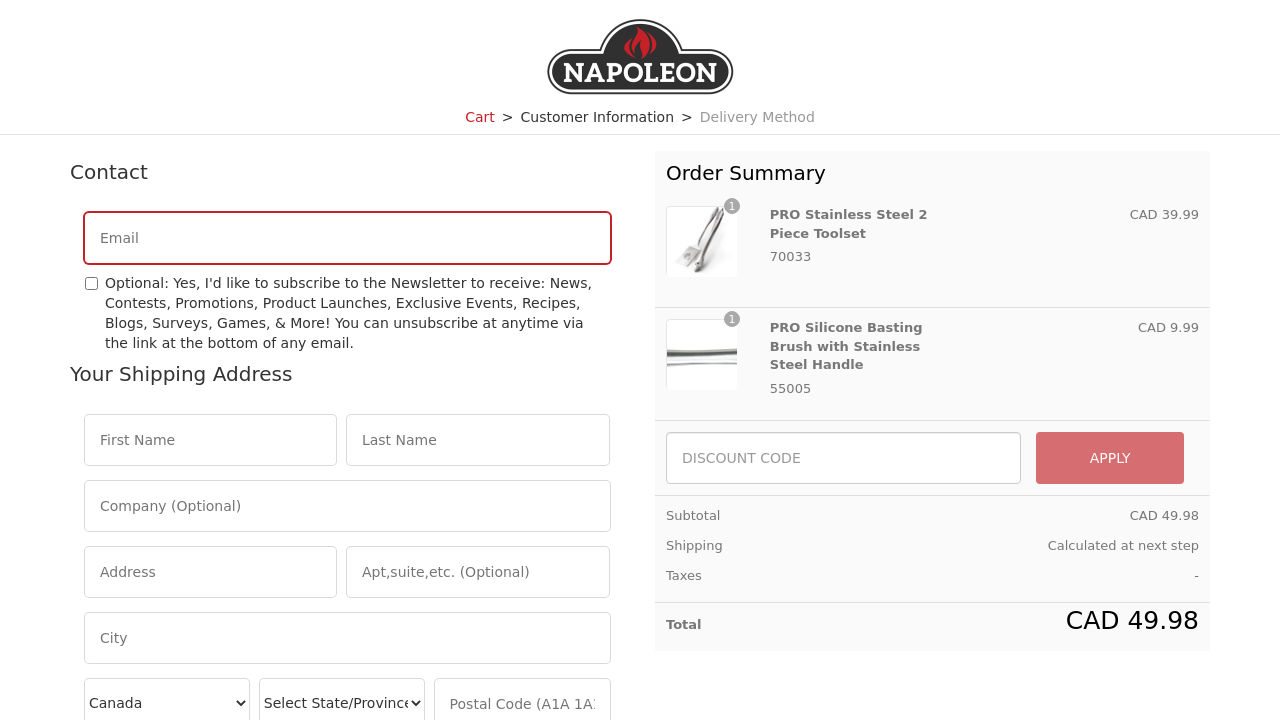 NAPOLEON
Cart > Customer Information > Delivery Method
Contact
Email
Optional: Yes, I'd like to subscribe to the Newsletter to receive: News,
Contests, Promotions, Product Launches, Exclusive Events, Recipes,
Blogs, Surveys, Games, & More! You can unsubscribe at anytime via
the link at the bottom of any email.
Your Shipping Address
First Name
Last Name
Company (Optional)
Address
Apt,suite,etc. (Optional)
City
Canada
Select State/Province
Postal Code (A1A 1A1
Order Summary
1
PRO Stainless Steel 2
Piece Toolset
70033
CAD 39.99
1
PRO Silicone Basting
Brush with Stainless
Steel Handle
55005
CAD 9.99
DISCOUNT CODE
APPLY
Subtotal
CAD 49.98
Shipping
Calculated at next step
Taxes
-
Total
CAD 49.98